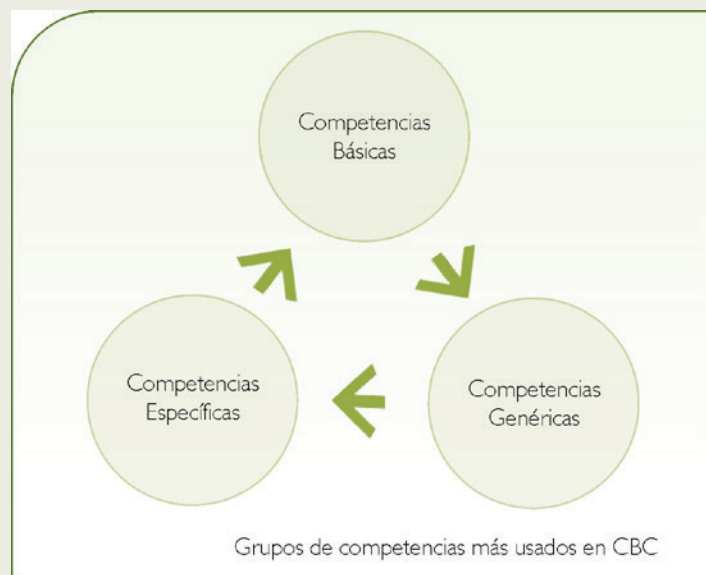 Competencias
Básicas
Competencias
Específicas
Competencias
Genéricas
Grupos de competencias más usados en CBC